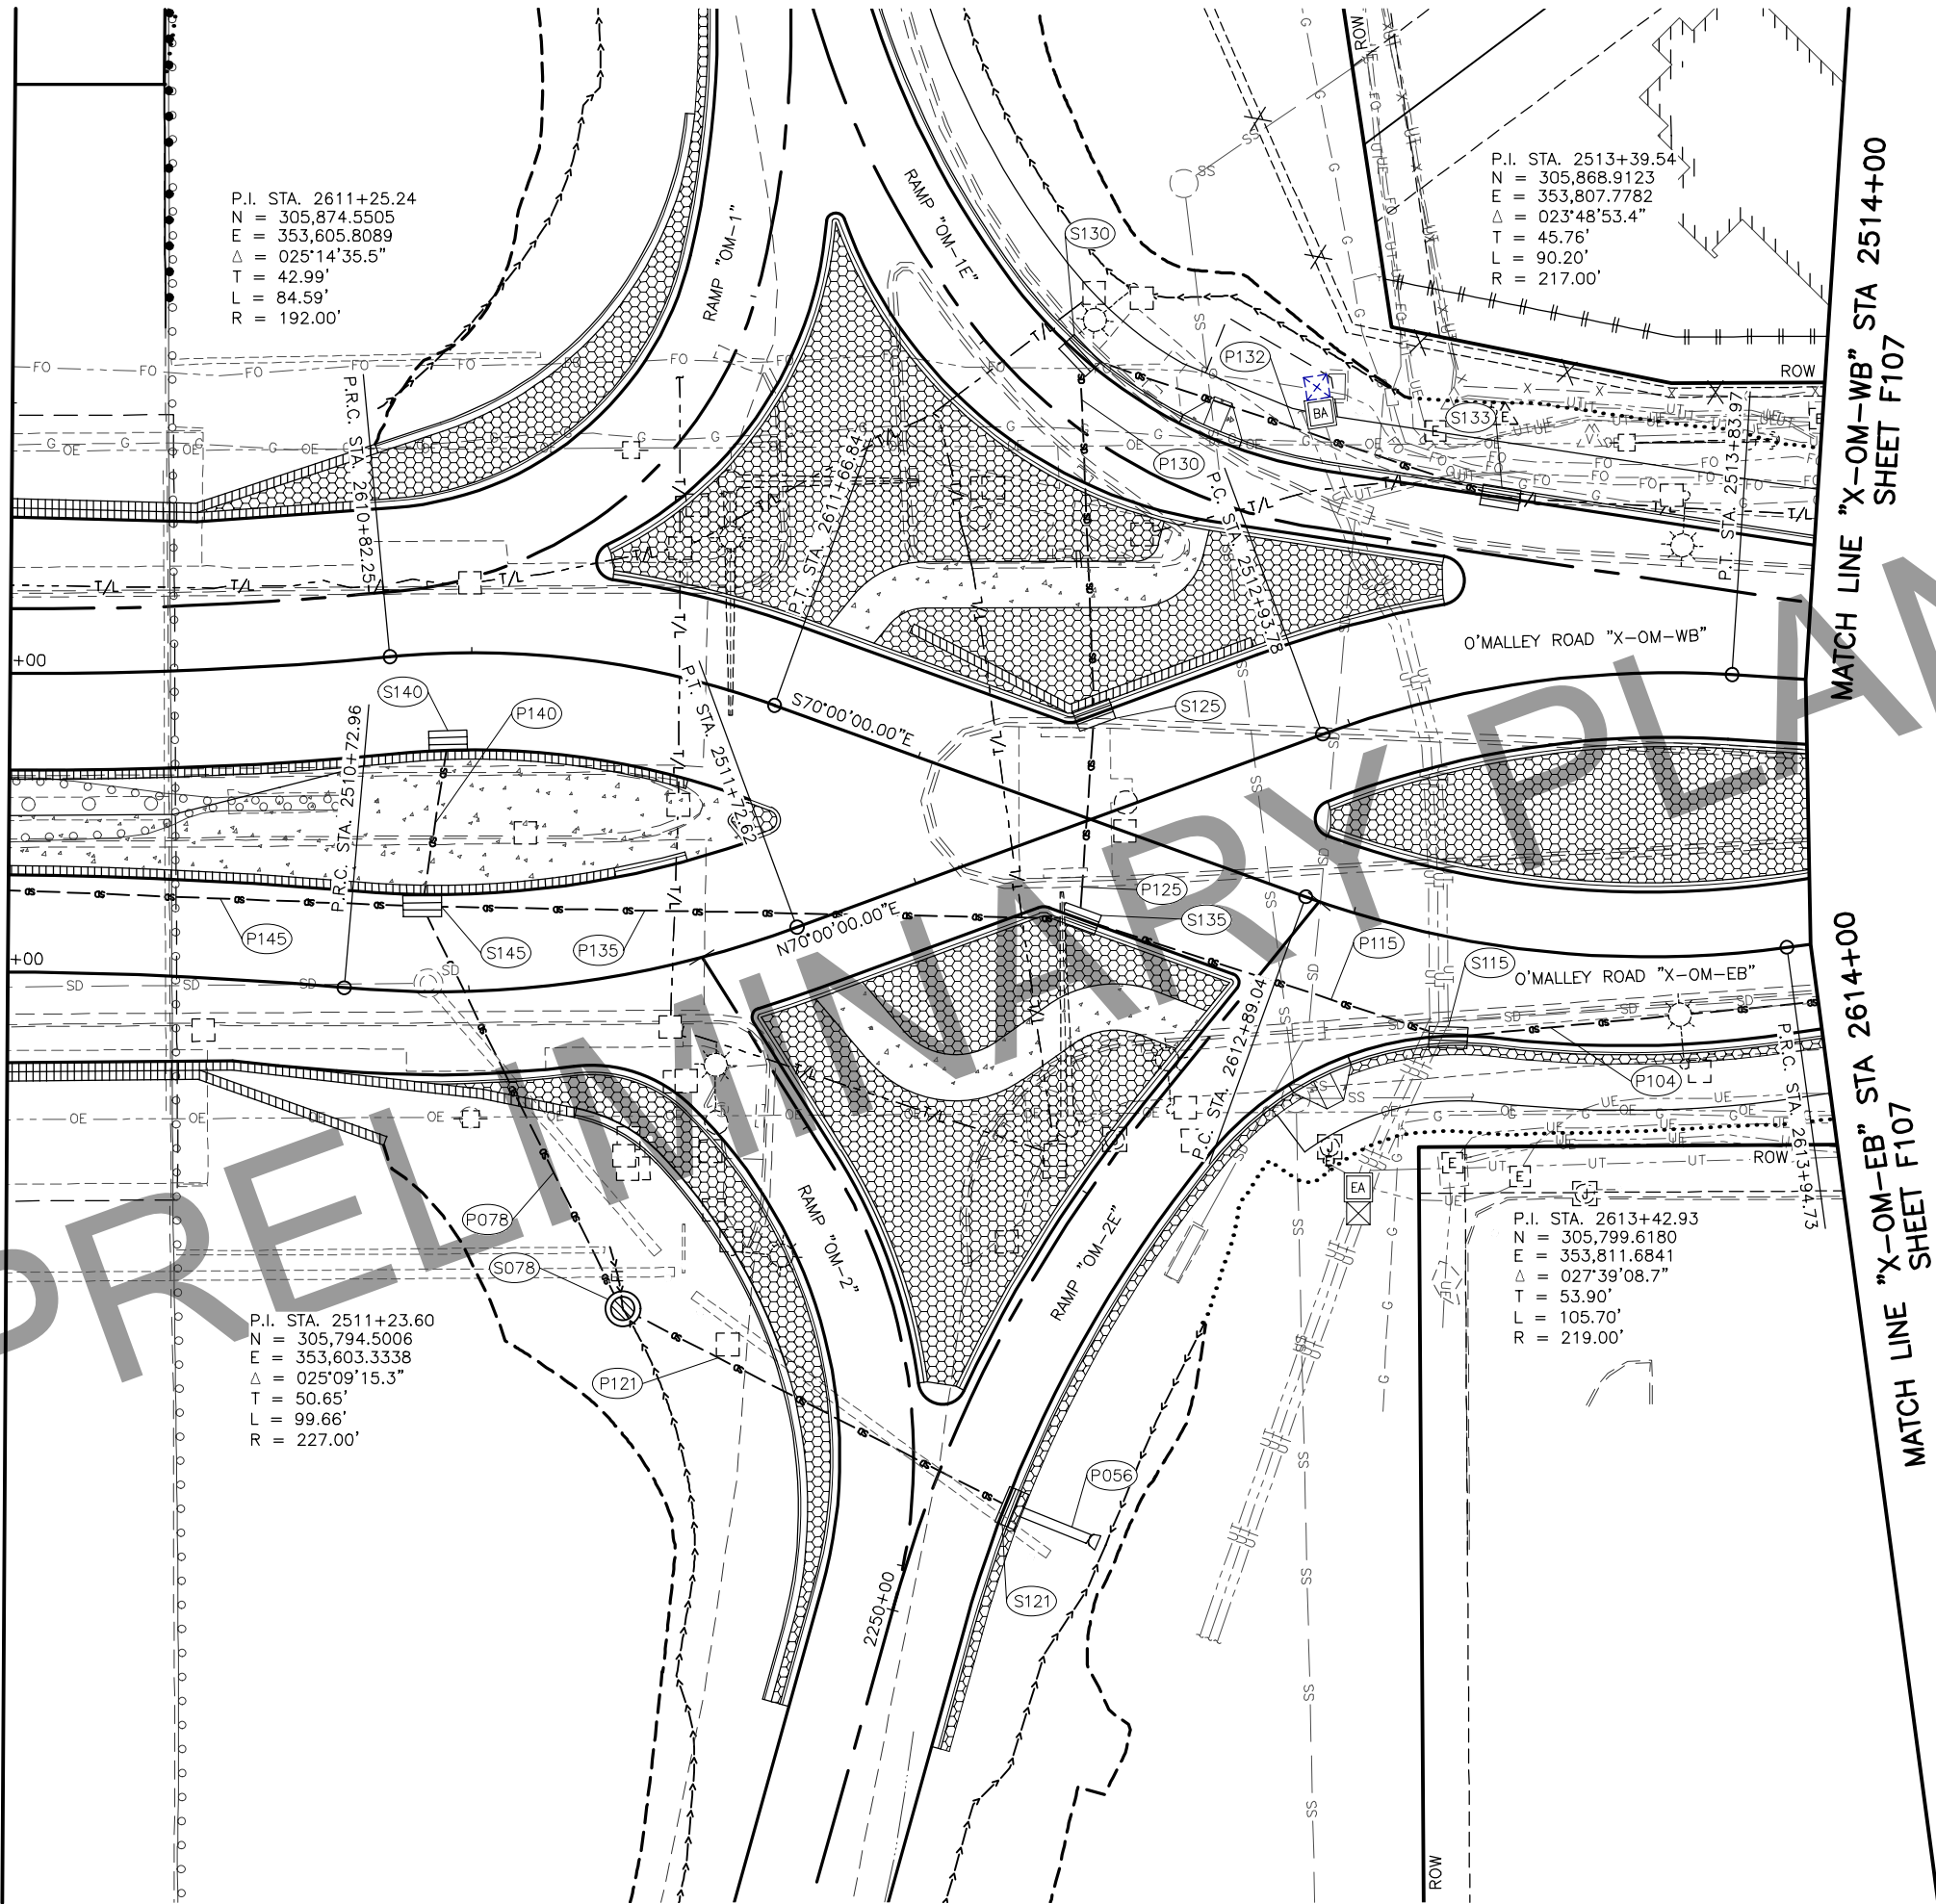 P.I. STA. 2611+25.24
N = 305,874.5505
E = 353,605.8089
Δ = 025°14'35.5"
T = 42.99'
L = 84.59'
R = 192.00'
P.I. STA. 2513+39.54
N = 305,868.9123
E = 353,807.7782
Δ = 023°48'53.4"
T = 45.76'
L = 90.20'
R = 217.00'
RAMP "OM-1"
RAMP "OM-1E"
ROW
ROW
S130
P132
BA
S133
P130
P.R.C. STA. 2610+82.25
P.T. STA. 2611+66.84
P.C. STA. 2512+93.78
P.T. STA. 2513+83.97
MATCH LINE "X-OM-WB" STA 2514+00
SHEET F107
O'MALLEY ROAD "X-OM-WB"
+00
S140
P140
S70°00'00.00"E
S125
P.R.C. STA. 2510+72.96
P.T. STA. 2511+72.62
P125
S135
P145
S145
P135
N70°00'00.00"E
P115
S115
+00
O'MALLEY ROAD "X-OM-EB"
PRELIMINARY PLAN
P.C. STA. 2612+89.04
P.R.C. STA. 2613+94.73
P104
MATCH LINE "X-OM-EB" STA 2614+00
SHEET F107
ROW
EA
P078
S078
RAMP "OM-2"
RAMP "OM-2E"
P.I. STA. 2613+42.93
N = 305,799.6180
E = 353,811.6841
Δ = 027°39'08.7"
T = 53.90'
L = 105.70'
R = 219.00'
P.I. STA. 2511+23.60
N = 305,794.5006
E = 353,603.3338
Δ = 025°09'15.3"
T = 50.65'
L = 99.66'
R = 227.00'
P121
P056
S121
2250+00
ROW